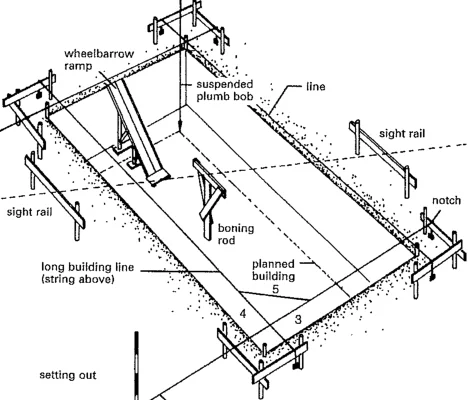 wheelbarrow
ramp
suspended
plumb bob
line
sight rail
sight rail
notch
boning
rod
long building line
(string above)
planned
building
5
4
3
setting out